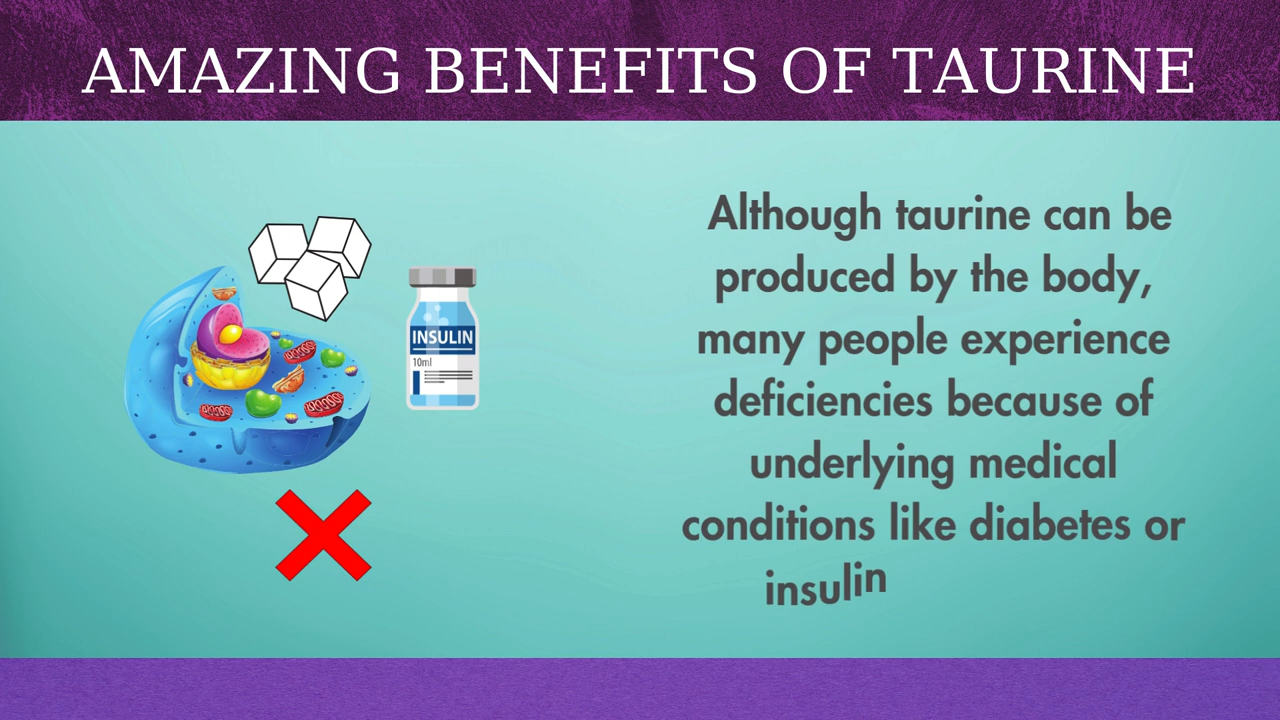 AMAZING BENEFITS OF TAURINE
INSULIN
10ml
Although taurine can be
produced by the body,
many people experience
deficiencies because of
underlying medical
conditions like diabetes or
insulin